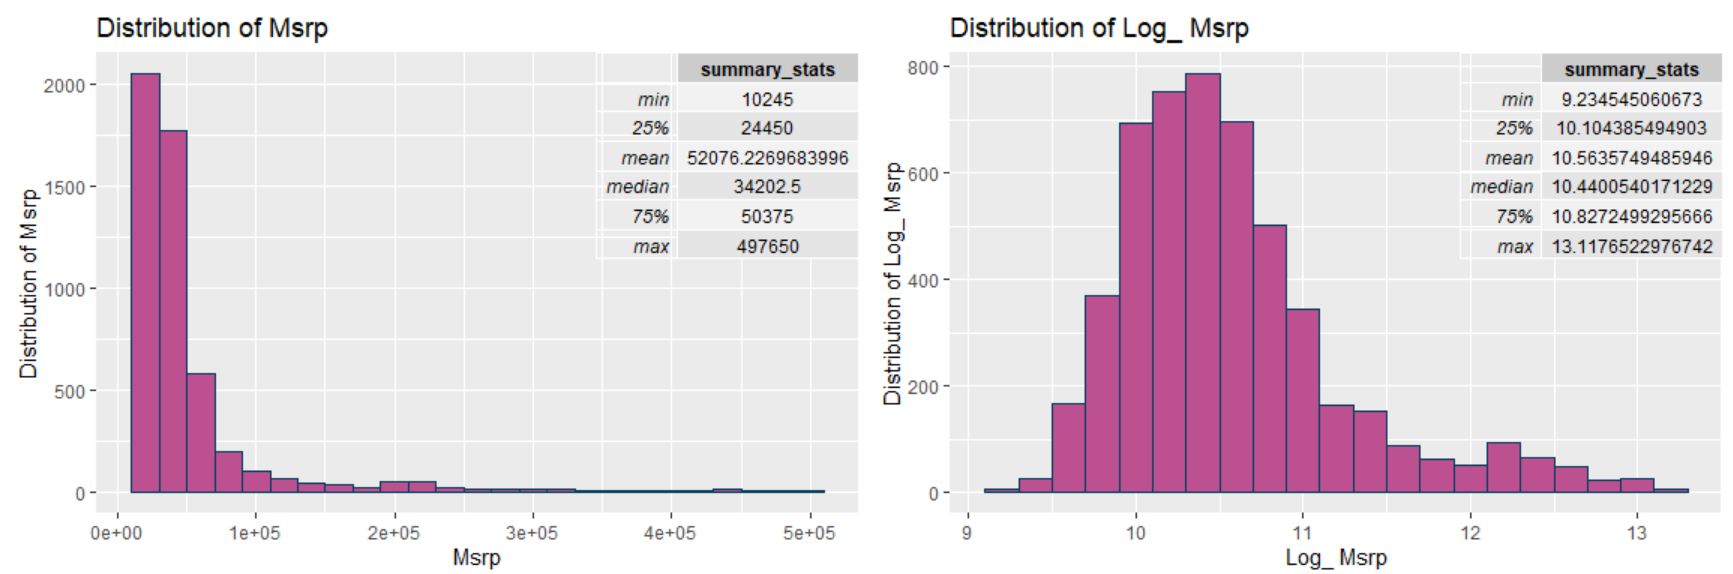 Distribution of Msrp
summary_stats
min 10245
25% 24450
mean 52076.2269683996
median 34202.5
75% 50375
max 497650
2000
1500
1000
500
0
Distribution of Msrp
0e+00 1e+05 2e+05 3e+05 4e+05 5e+05
Msrp
Distribution of Log_ Msrp
summary_stats
min 9.234545060673
25% 10.104385494903
mean 10.5635749485946
median 10.4400540171229
75% 10.8272499295666
max 13.1176522976742
800
600
400
200
0
Distribution of Log_ Msrp
9 10 11 12 13
Log_ Msrp